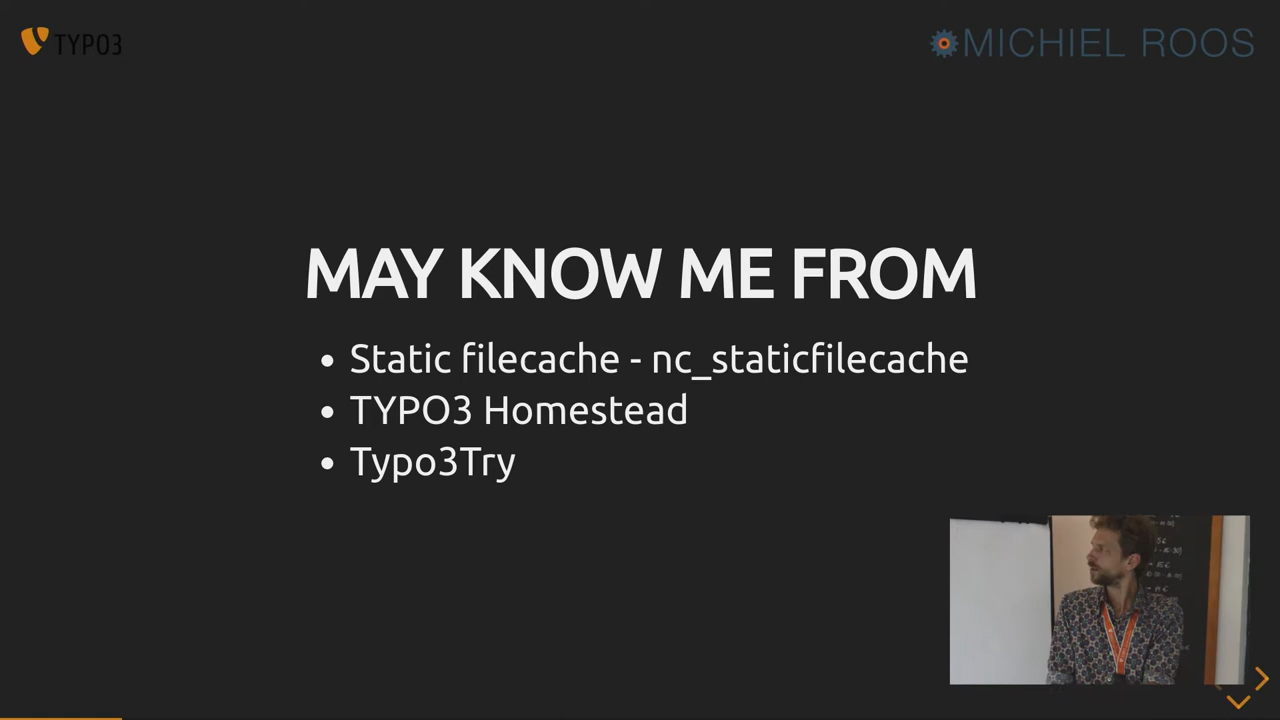 TYPO3
MICHIEL ROOS
MAY KNOW ME FROM
Static filecache - nc_staticfilecache
TYPO3 Homestead
Typo3Try